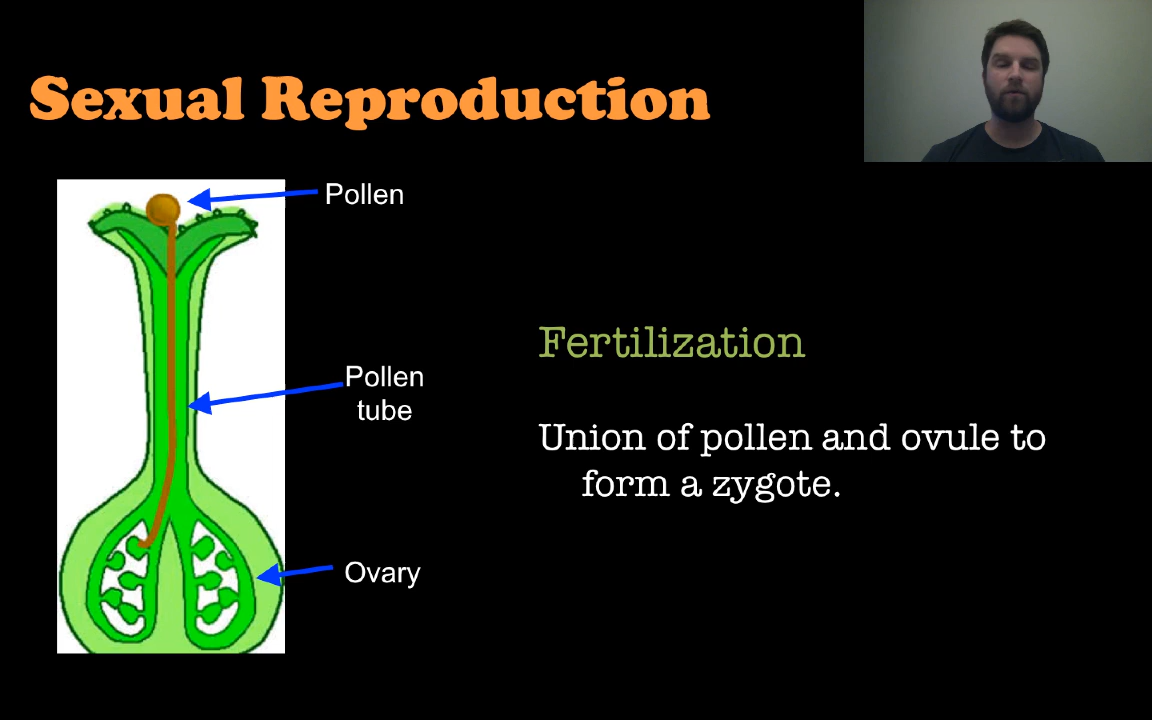 Sexual Reproduction
Pollen
Pollen
tube
Ovary
Fertilization
Union of pollen and ovule to
form a zygote.